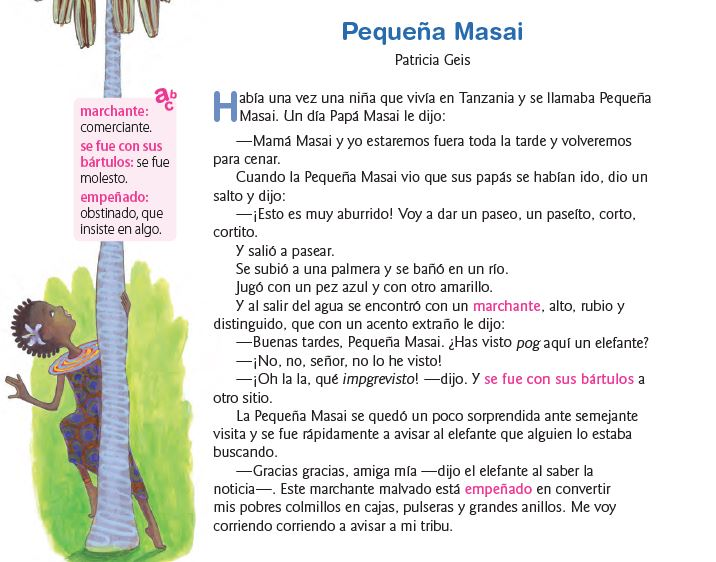 Pequeña Masai
Patricia Geis
abc
marchante:
comerciante.
se fue con sus
bártulos: se fue
molesto.
empeñado:
obstinado, que
insiste en algo.
Había una vez una niña que vivía en Tanzania y se llamaba Pequeña
Masai. Un día Papá Masai le dijo:
—Mamá Masai y yo estaremos fuera toda la tarde y volveremos
para cenar.
Cuando la Pequeña Masai vio que sus papás se habían ido, dio un
salto y dijo:
—¡Esto es muy aburrido! Voy a dar un paseo, un paseíto, corto,
cortito.
Y salió a pasear.
Se subió a una palmera y se bañó en un río.
Jugó con un pez azul y con otro amarillo.
Y al salir del agua se encontró con un marchante, alto, rubio y
distinguido, que con un acento extraño le dijo:
—Buenas tardes, Pequeña Masai. ¿Has visto pog aquí un elefante?
—¡No, no, señor, no lo he visto!
—¡Oh la la, qué impgrevisto! —dijo. Y se fue con sus bártulos a
otro sitio.
La Pequeña Masai se quedó un poco sorprendida ante semejante
visita y se fue rápidamente a avisar al elefante que alguien lo estaba
buscando.
—Gracias gracias, amiga mía —dijo el elefante al saber la
noticia—. Este marchante malvado está empeñado en convertir
mis pobres colmillos en cajas, pulseras y grandes anillos. Me voy
corriendo corriendo a avisar a mi tribu.